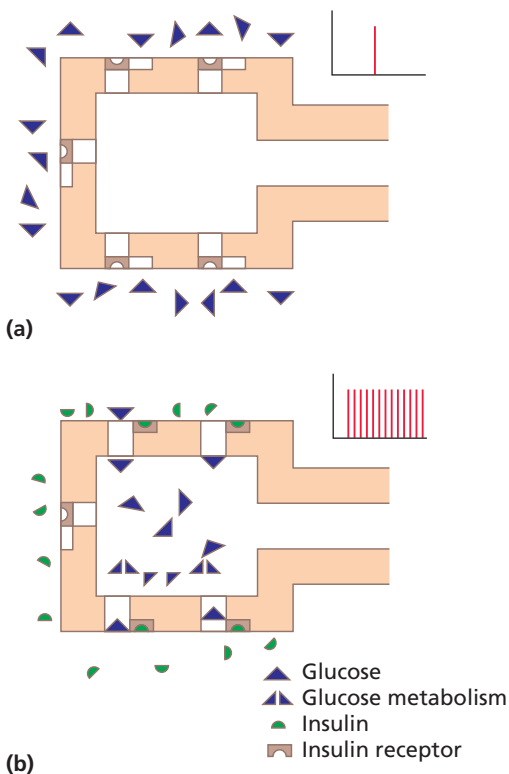 (a)
Glucose
Glucose metabolism
Insulin
Insulin receptor
(b)